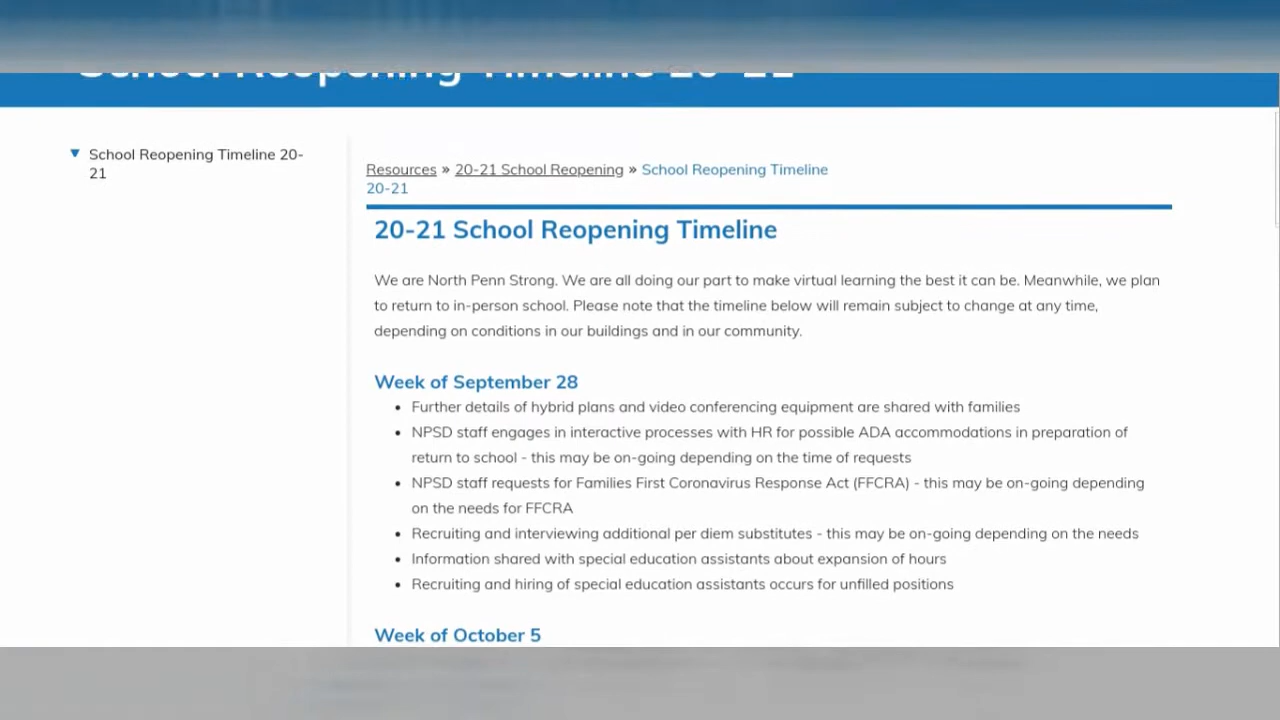 School Reopening Timeline 20-21
School Reopening Timeline 20-
21
Resources » 20-21 School Reopening » School Reopening Timeline
20-21
20-21 School Reopening Timeline
We are North Penn Strong. We are all doing our part to make virtual learning the best it can be. Meanwhile, we plan
to return to in-person school. Please note that the timeline below will remain subject to change at any time,
depending on conditions in our buildings and in our community.
Week of September 28
• Further details of hybrid plans and video conferencing equipment are shared with families
• NPSD staff engages in interactive processes with HR for possible ADA accommodations in preparation of
return to school - this may be on-going depending on the time of requests
• NPSD staff requests for Families First Coronavirus Response Act (FFCRA) - this may be on-going depending
on the needs for FFCRA
• Recruiting and interviewing additional per diem substitutes - this may be on-going depending on the needs
• Information shared with special education assistants about expansion of hours
• Recruiting and hiring of special education assistants occurs for unfilled positions
Week of October 5